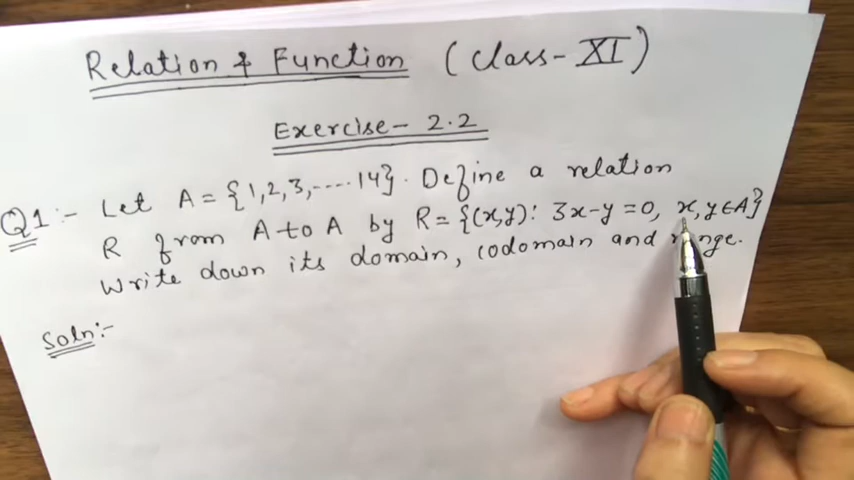 Relation & Function (Class-XI)
Exercise- 2.2
Q1:- Let A = {1,2,3,....14}. Define a relation
R from A to A by R = {(x,y): 3x-y=0, x,y∈A}
Write down its domain, codomain and range.
Soln:-